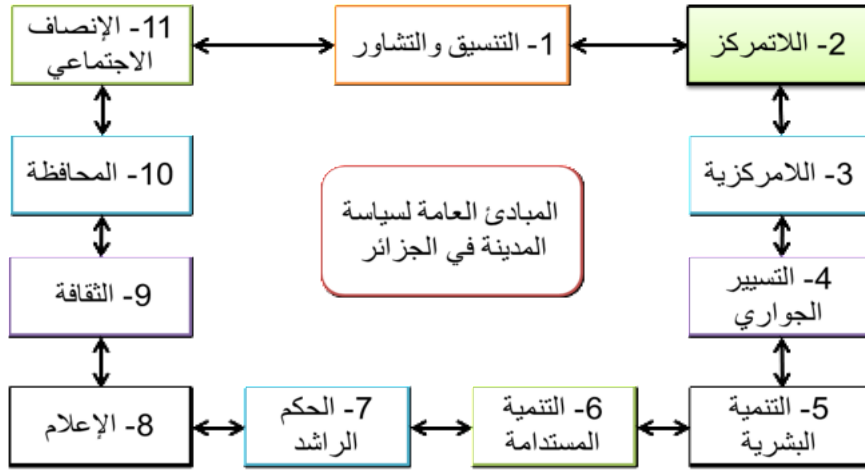 1- التنسيق والتشاور
2- اللاتمركز
3- اللامركزية
4- التسيير
الجواري
5- التنمية
البشرية
6- التنمية
المستدامة
7- الحكم
الراشد
8- الإعلام
9- الثقافة
10- المحافظة
11- الإنصاف
الاجتماعي
المبادئ العامة لسياسة
المدينة في الجزائر